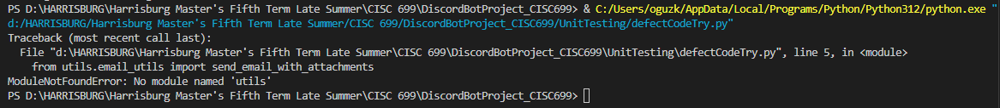 PS D:\HARRISBURG\Harrisburg Master's Fifth Term Late Summer\CISC 699\DiscordBotProject_CISC699> & C:/Users/oguzk/AppData/Local/Programs/Python/Python312/python.exe "
d:/HARRISBURG/Harrisburg Master's Fifth Term Late Summer/CISC 699/DiscordBotProject_CISC699/UnitTesting/defectCodeTry.py"
Traceback (most recent call last):
  File "d:\HARRISBURG\Harrisburg Master's Fifth Term Late Summer\CISC 699\DiscordBotProject_CISC699\UnitTesting\defectCodeTry.py", line 5, in <module>
    from utils.email_utils import send_email_with_attachments
ModuleNotFoundError: No module named 'utils'
PS D:\HARRISBURG\Harrisburg Master's Fifth Term Late Summer\CISC 699\DiscordBotProject_CISC699>